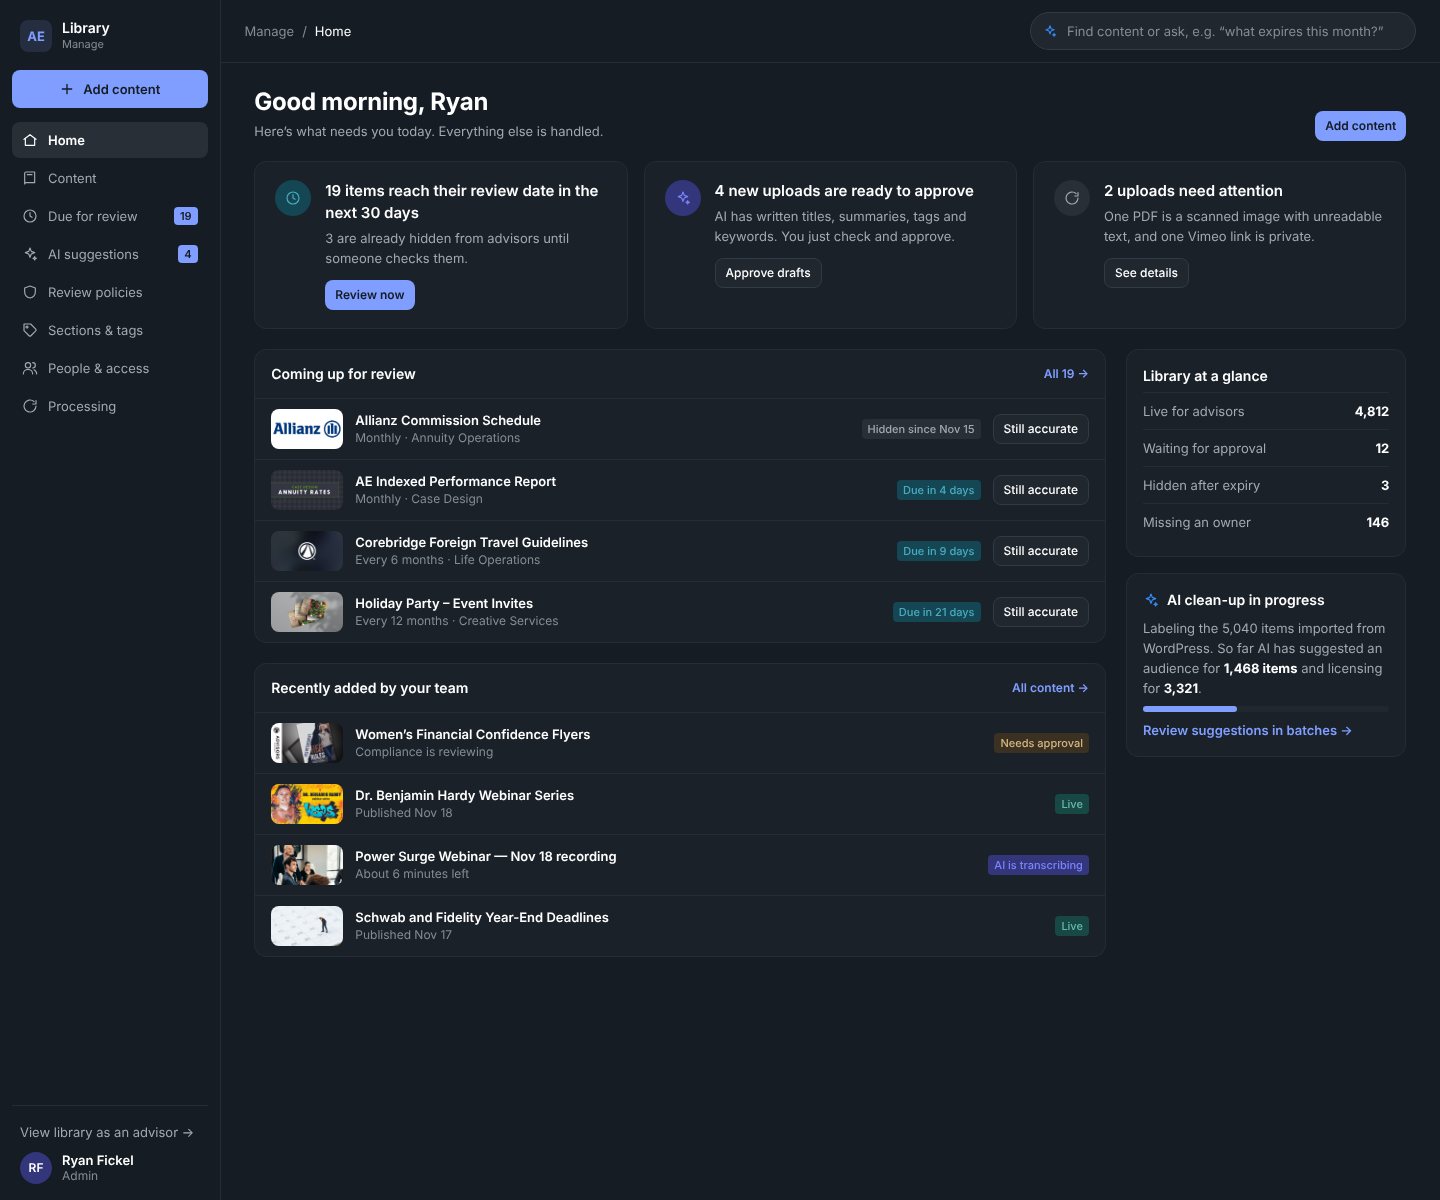 AE
Library
Manage
Add content
Home
Content
Due for review 19
AI suggestions 4
Review policies
Sections & tags
People & access
Processing
View library as an advisor →
RF
Ryan Fickel
Admin
Manage / Home
Find content or ask, e.g. “what expires this month?”
Good morning, Ryan
Here’s what needs you today. Everything else is handled.
Add content
19 items reach their review date in the
next 30 days
3 are already hidden from advisors until
someone checks them.
Review now
4 new uploads are ready to approve
AI has written titles, summaries, tags and
keywords. You just check and approve.
Approve drafts
2 uploads need attention
One PDF is a scanned image with unreadable
text, and one Vimeo link is private.
See details
Coming up for review
All 19 →
Allianz
Allianz Commission Schedule
Monthly · Annuity Operations
Hidden since Nov 15
Still accurate
ANNUITY RATES
AE Indexed Performance Report
Monthly · Case Design
Due in 4 days
Still accurate
Corebridge Foreign Travel Guidelines
Every 6 months · Life Operations
Due in 9 days
Still accurate
Holiday Party – Event Invites
Every 12 months · Creative Services
Due in 21 days
Still accurate
Recently added by your team
All content →
Women’s Financial Confidence Flyers
Compliance is reviewing
Needs approval
Dr. Benjamin Hardy Webinar Series
Published Nov 18
Live
Power Surge Webinar — Nov 18 recording
About 6 minutes left
AI is transcribing
Schwab and Fidelity Year-End Deadlines
Published Nov 17
Live
Library at a glance
Live for advisors 4,812
Waiting for approval 12
Hidden after expiry 3
Missing an owner 146
AI clean-up in progress
Labeling the 5,040 items imported from
WordPress. So far AI has suggested an
audience for 1,468 items and licensing
for 3,321.
Review suggestions in batches →